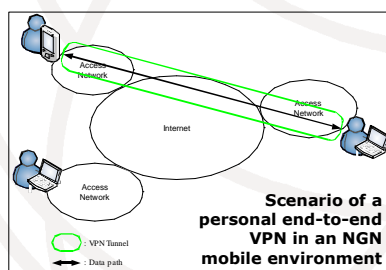 Access
Network
Access
Network
Internet
Access
Network
Scenario of a
personal end-to-end
VPN in an NGN
mobile environment
: VPN Tunnel
: Data path